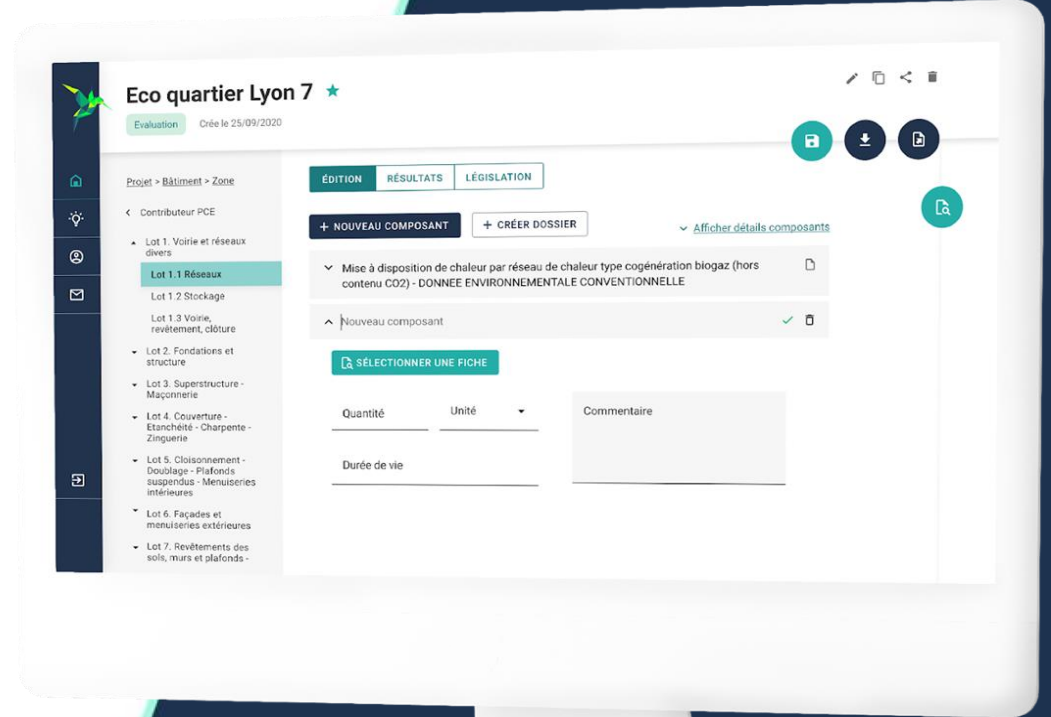 Eco quartier Lyon 7
Evaluation
Crée le 25/09/2020
Projet > Bâtiment > Zone
Contributeur PCE
Lot 1. Voirie et réseaux
divers
Lot 1.1 Réseaux
Lot 1.2 Stockage
Lot 1.3 Voirie,
revêtement, clôture
Lot 2. Fondations et
structure
Lot 3. Superstructure -
Maçonnerie
Lot 4. Couverture -
Etanchéité - Charpente -
Zinguerie
Lot 5. Cloisonnement -
Doublage - Plafonds
suspendus - Menuiseries
intérieures
Lot 6. Façades et
menuiseries extérieures
Lot 7. Revêtements des
sols, murs et plafonds -
ÉDITION
RÉSULTATS
LÉGISLATION
+ NOUVEAU COMPOSANT
+ CRÉER DOSSIER
Afficher détails composants
Mise à disposition de chaleur par réseau de chaleur type cogénération biogaz (hors
contenu CO2) - DONNEE ENVIRONNEMENTALE CONVENTIONNELLE
Nouveau composant
SÉLECTIONNER UNE FICHE
Quantité
Unité
Commentaire
Durée de vie